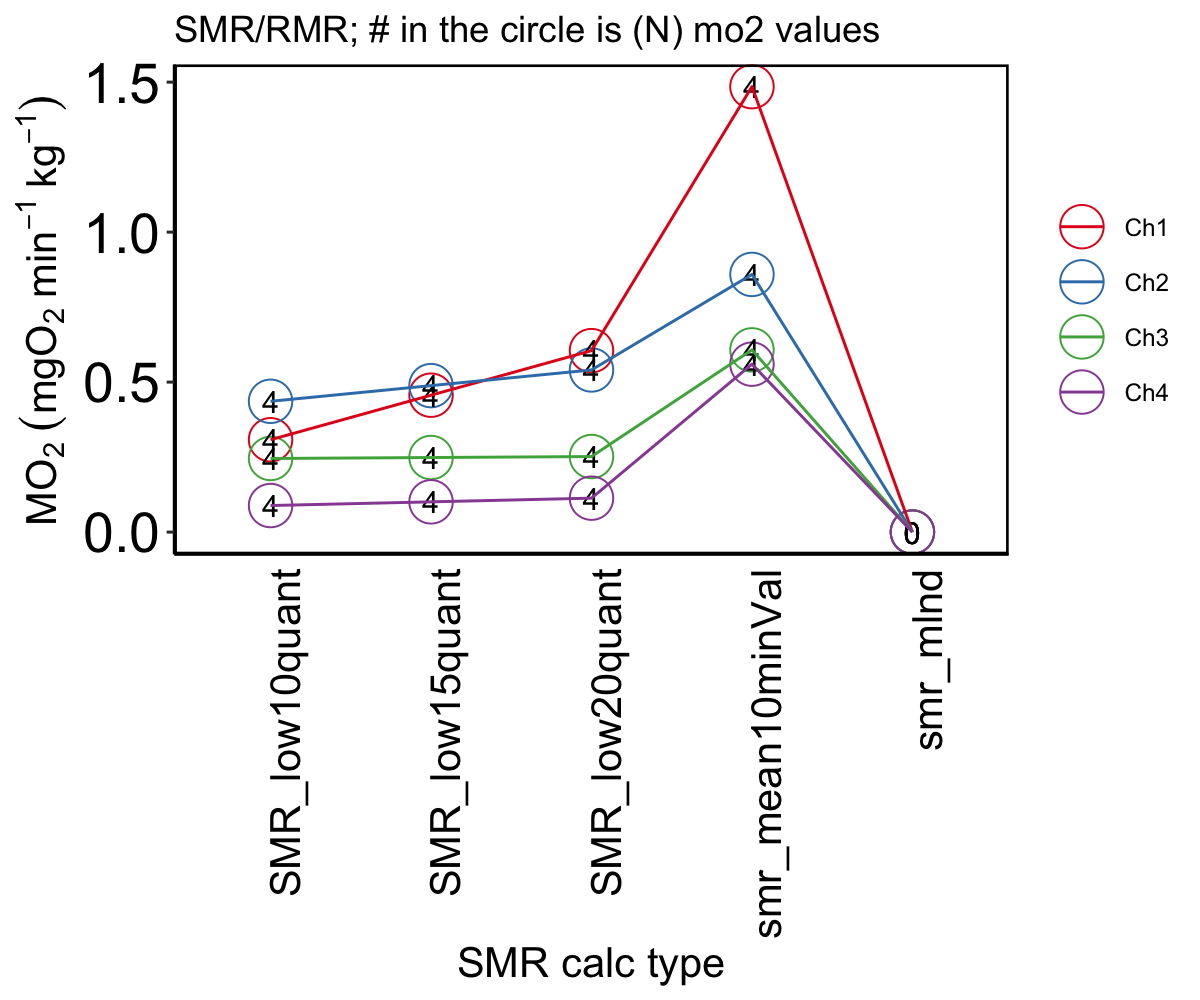 SMR/RMR; # in the circle is (N) mo2 values
MO₂ (mgO₂ min⁻¹ kg⁻¹)
1.5
1.0
0.5
0.0
4 4 4 4 0
4 4 4 4
4 4 4 4
4 4 4 4
Ch1
Ch2
Ch3
Ch4
SMR_low10quant
SMR_low15quant
SMR_low20quant
smr_mean10minVal
smr_mlnd
SMR calc type